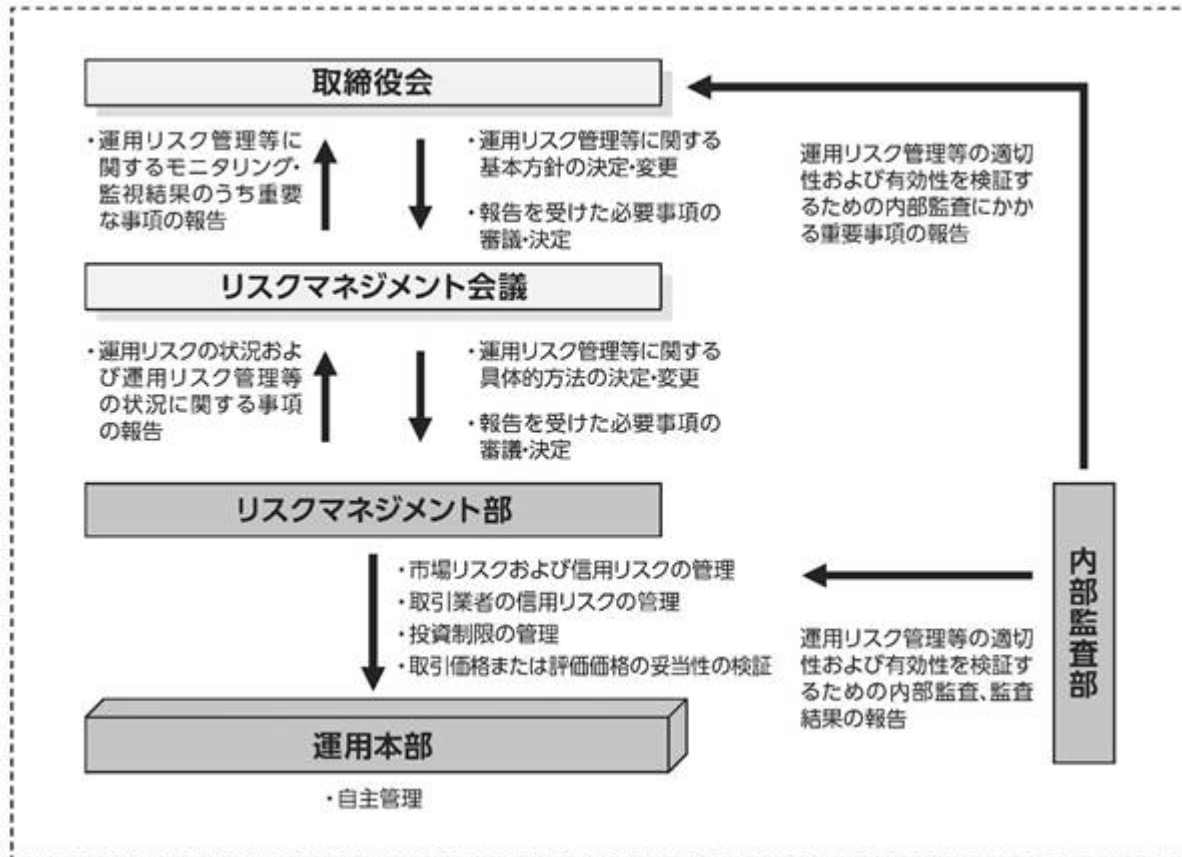 取締役会
・運用リスク管理等に
関するモニタリング・
監視結果のうち重要
な事項の報告
・運用リスク管理等に関する
基本方針の決定・変更
・報告を受けた必要事項の
審議・決定
運用リスク管理等の適切
性および有効性を検証す
るための内部監査にかか
る重要事項の報告
リスクマネジメント会議
・運用リスクの状況およ
び運用リスク管理等
の状況に関する事項
の報告
・運用リスク管理等に関する
具体的方法の決定・変更
・報告を受けた必要事項の
審議・決定
リスクマネジメント部
・市場リスクおよび信用リスクの管理
・取引業者の信用リスクの管理
・投資制限の管理
・取引価格または評価価格の妥当性の検証
内部監査部
運用リスク管理等の適切
性および有効性を検証す
るための内部監査、監査
結果の報告
運用本部
・自主管理